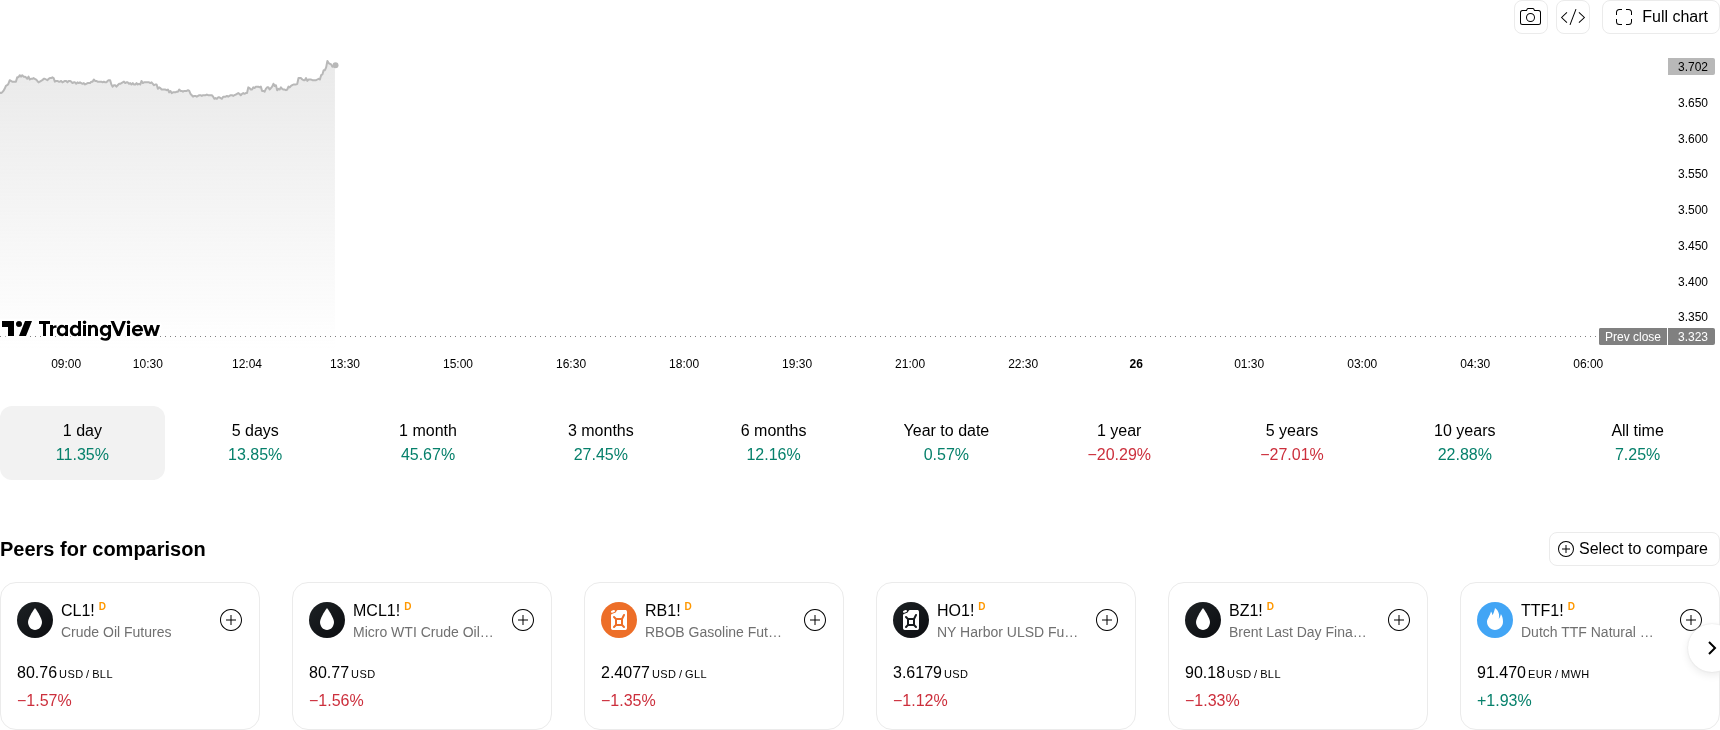 Full chart
3.702
3.650
3.600
3.550
3.500
3.450
3.400
3.350
TradingView
Prev close 3.323
09:00 10:30 12:04 13:30 15:00 16:30 18:00 19:30 21:00 22:30 26 01:30 03:00 04:30 06:00
1 day 5 days 1 month 3 months 6 months Year to date 1 year 5 years 10 years All time
11.35% 13.85% 45.67% 27.45% 12.16% 0.57% −20.29% −27.01% 22.88% 7.25%
Peers for comparison
Select to compare
CL1! D
Crude Oil Futures
80.76 USD / BLL
−1.57%
MCL1! D
Micro WTI Crude Oil…
80.77 USD
−1.56%
RB1! D
RBOB Gasoline Fut…
2.4077 USD / GLL
−1.35%
HO1! D
NY Harbor ULSD Fu…
3.6179 USD
−1.12%
BZ1! D
Brent Last Day Fina…
90.18 USD / BLL
−1.33%
TTF1! D
Dutch TTF Natural …
91.470 EUR / MWH
+1.93%